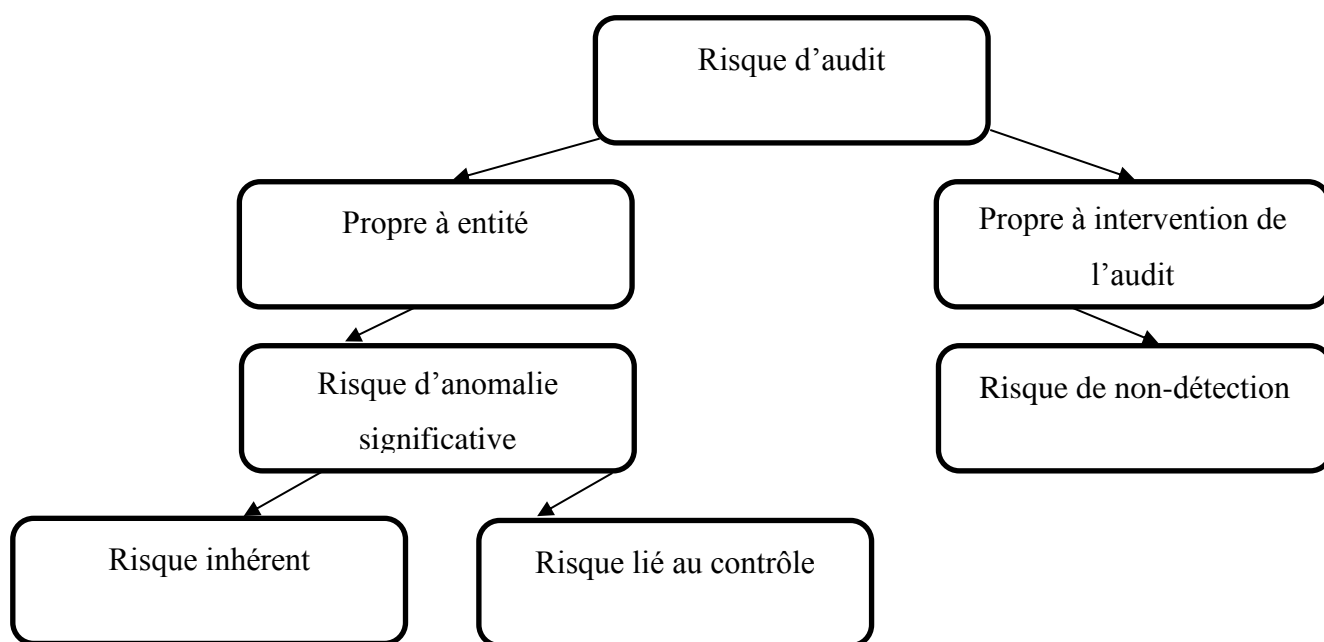 Risque d’audit
Propre à entité
Propre à intervention de
l’audit
Risque d’anomalie
significative
Risque de non-détection
Risque inhérent
Risque lié au contrôle